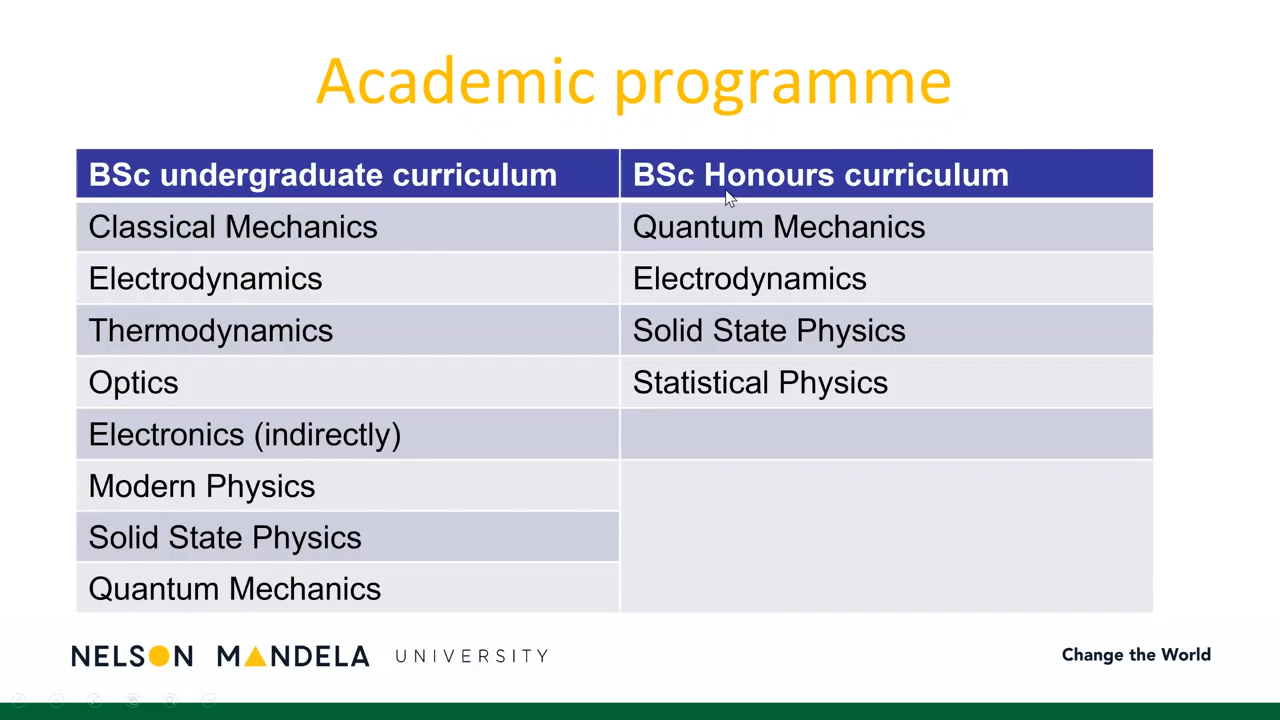 Academic programme
BSc undergraduate curriculum
BSc Honours curriculum
Classical Mechanics
Quantum Mechanics
Electrodynamics
Electrodynamics
Thermodynamics
Solid State Physics
Optics
Statistical Physics
Electronics (indirectly)
Modern Physics
Solid State Physics
Quantum Mechanics
NELSON MANDELA UNIVERSITY
Change the World